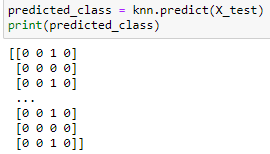 predicted_class = knn.predict(X_test)
print(predicted_class)
[[0 0 1 0]
 [0 0 0 0]
 [0 0 1 0]
 ...
 [0 0 1 0]
 [0 0 0 0]
 [0 0 1 0]]